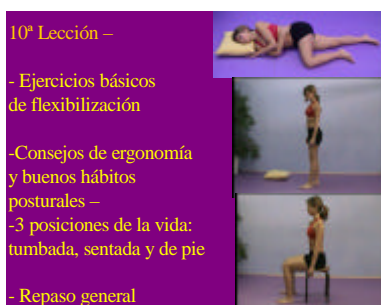 10ª Lección –
- Ejercicios básicos
de flexibilización
-Consejos de ergonomía
y buenos hábitos
posturales –
-3 posiciones de la vida:
tumbada, sentada y de pie
- Repaso general